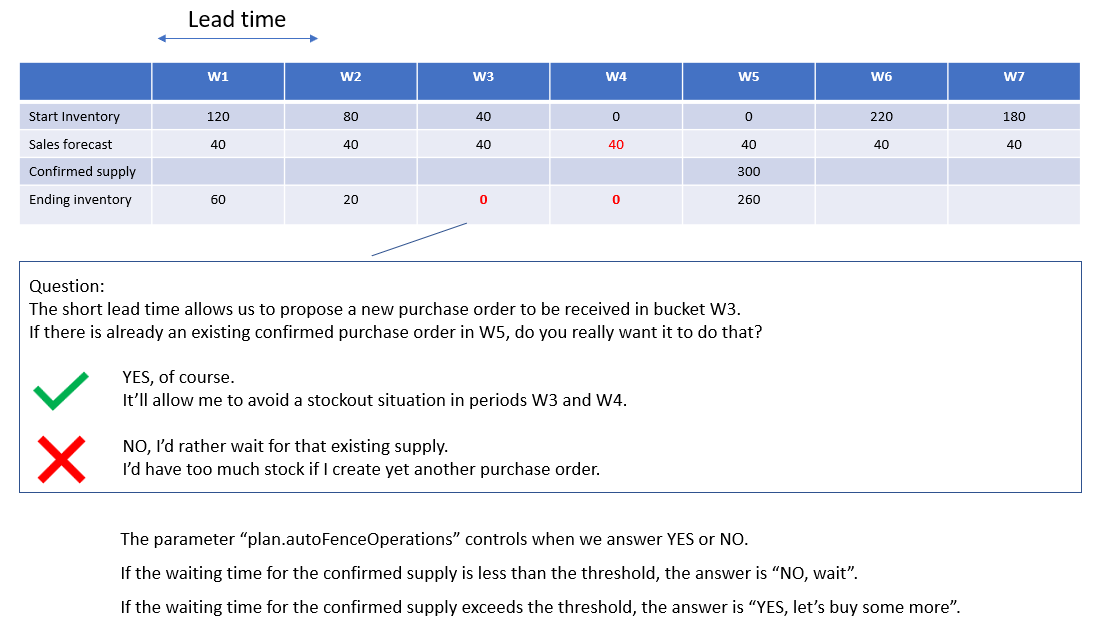 Lead time
W1 W2 W3 W4 W5 W6 W7
Start Inventory 120 80 40 0 0 220 180
Sales forecast 40 40 40 40 40 40 40
Confirmed supply 300
Ending inventory 60 20 0 0 260
Question:
The short lead time allows us to propose a new purchase order to be received in bucket W3.
If there is already an existing confirmed purchase order in W5, do you really want it to do that?
YES, of course.
It’ll allow me to avoid a stockout situation in periods W3 and W4.
NO, I’d rather wait for that existing supply.
I’d have too much stock if I create yet another purchase order.
The parameter “plan.autoFenceOperations” controls when we answer YES or NO.
If the waiting time for the confirmed supply is less than the threshold, the answer is “NO, wait”.
If the waiting time for the confirmed supply exceeds the threshold, the answer is “YES, let’s buy some more”.